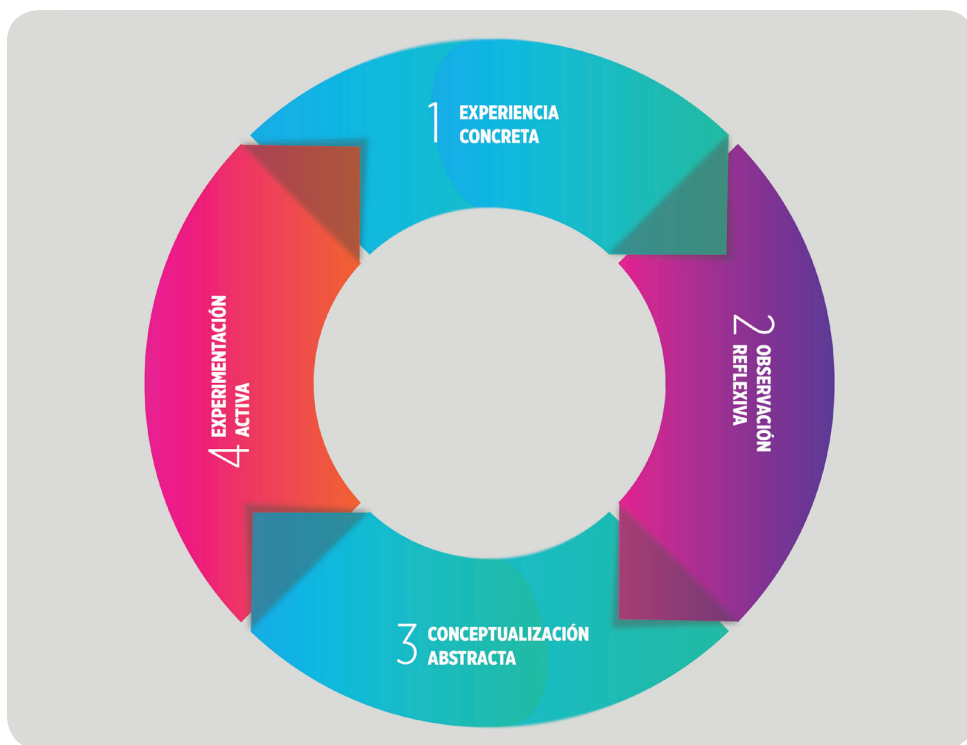 1 EXPERIENCIA
CONCRETA
2 OBSERVACIÓN
REFLEXIVA
3 CONCEPTUALIZACIÓN
ABSTRACTA
4 EXPERIMENTACIÓN
ACTIVA